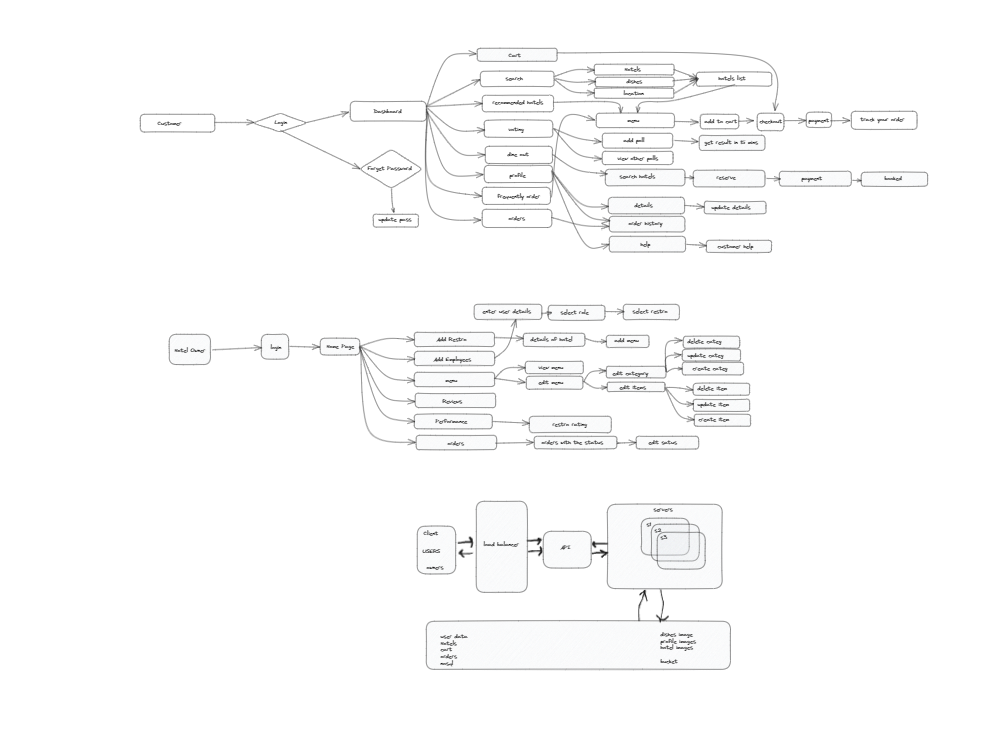 Customer
Login
Dashboard
Forget Password
update pass
Cart
search
recommended hotels
voting
dine out
profile
Frequently order
orders
Hotels
dishes
location
hotels list
menu
add to cart
checkout
payment
track your order
add poll
get result in 15 mins
view other polls
search hotels
reserve
payment
booked
details
update details
order history
help
customer help
Hotel Owner
login
Home Page
enter user details
select role
select restro
Add Restro
details of hotel
add menu
Add Employees
menu
view menu
edit menu
edit category
edit items
delete categy
update categy
create categy
delete item
update item
create item
Reviews
Performance
restro rating
orders
orders with the status
edit satus
Client
USERS
owners
load balancer
API
servers
s1
s2
s3
user data
Hotels
cart
orders
nosql
dishes image
profile images
hotel images
bucket